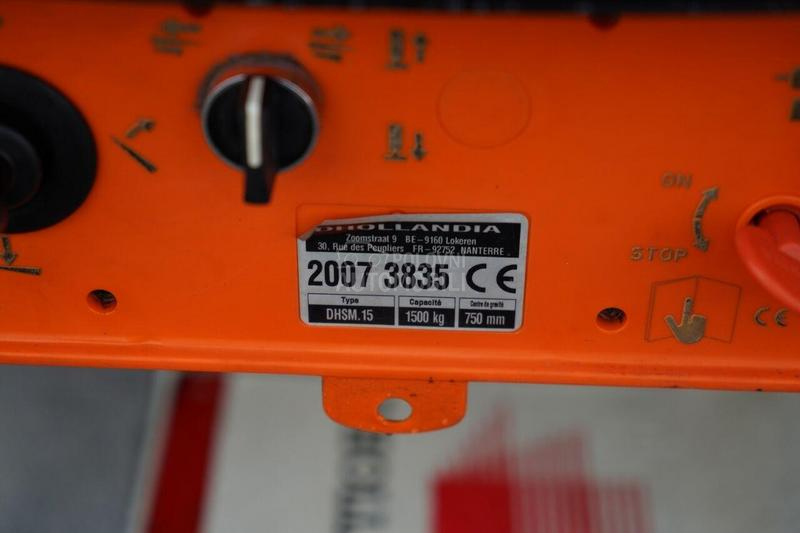 ON
STOP
DHOLLANDIA
Zoomstraat 9 BE-9160 Lokeren
30, Rue des Peupliers FR-92752 NANTERRE
2007 3835 CE
Type Capacité Centre de gravité
DHSM.15 1500 kg 750 mm
CE